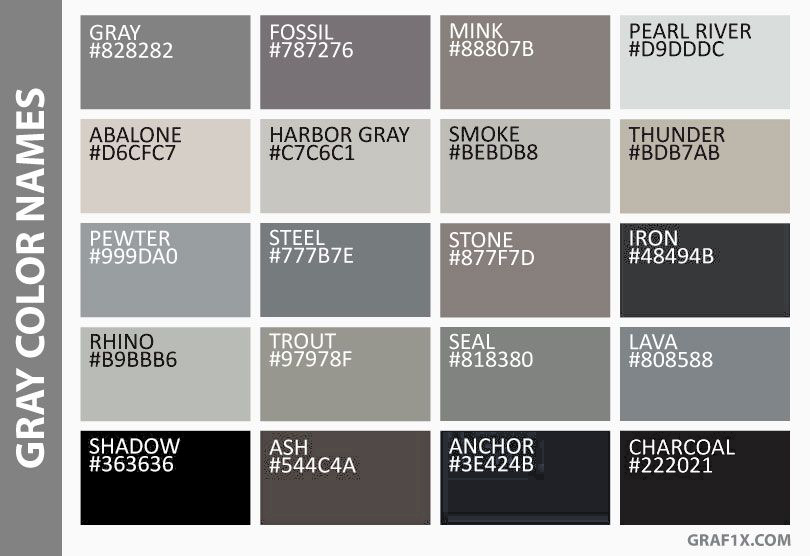 GRAY COLOR NAMES
GRAY
#828282
FOSSIL
#787276
MINK
#88807B
PEARL RIVER
#D9DDDC
ABALONE
#D6CFC7
HARBOR GRAY
#C7C6C1
SMOKE
#BEBDB8
THUNDER
#BDB7AB
PEWTER
#999DA0
STEEL
#777B7E
STONE
#877F7D
IRON
#48494B
RHINO
#B9BBB6
TROUT
#97978F
SEAL
#818380
LAVA
#808588
SHADOW
#363636
ASH
#544C4A
ANCHOR
#3E424B
CHARCOAL
#222021
GRAF1X.COM